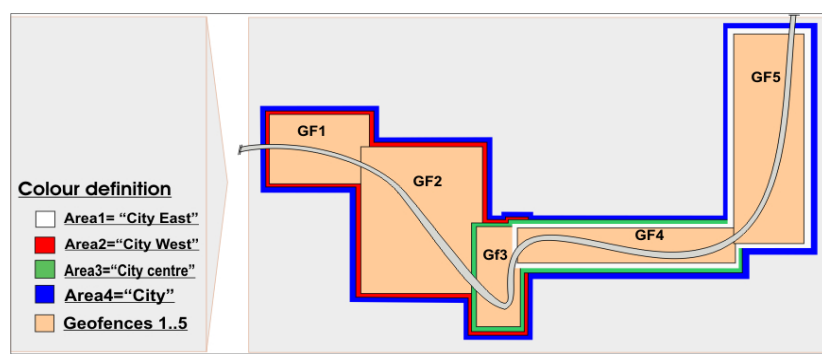 GF5
GF1
GF2
Colour definition
Area1= “City East”
Area2=“City West”
Area3=“City centre”
Area4=“City”
Geofences 1..5
Gf3
GF4